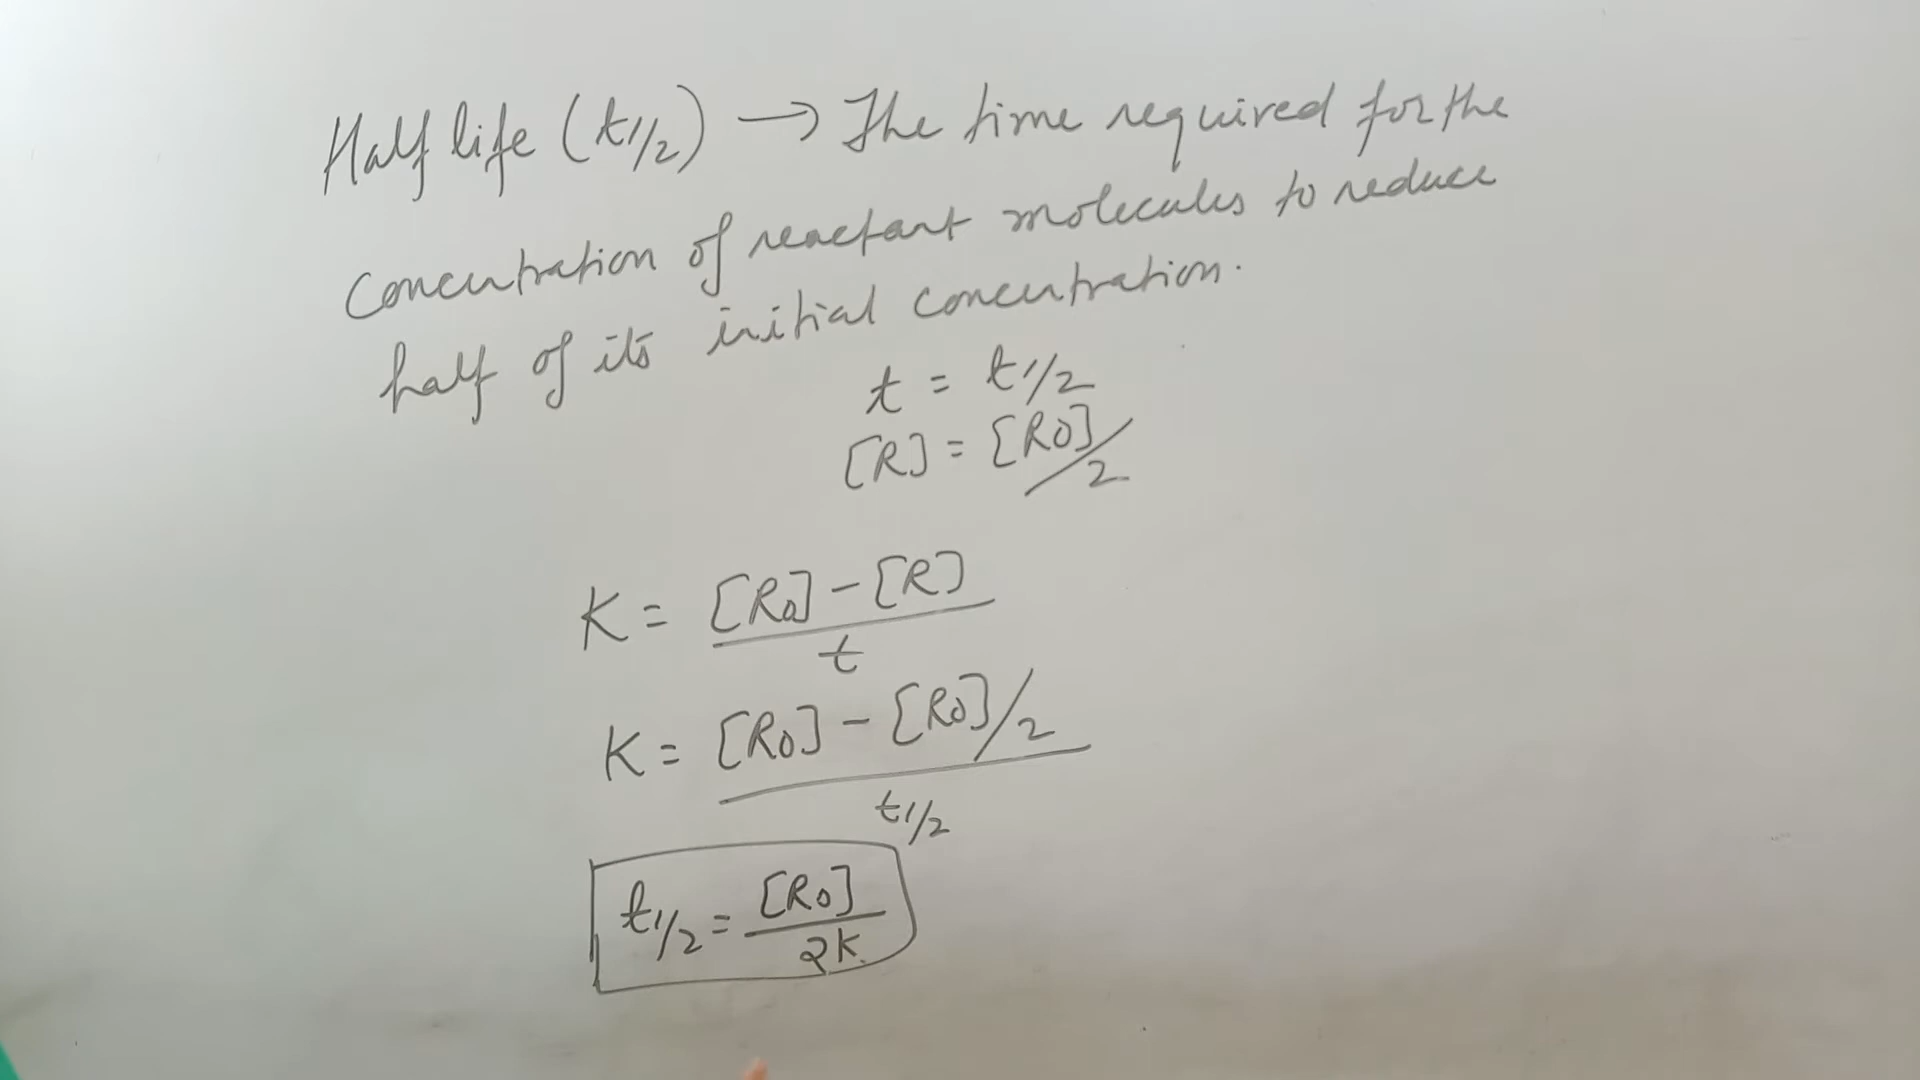 Half life (t1/2) → The time required for the
concentration of reactant molecules to reduce
half of its initial concentration.
t = t1/2
[R] = [R0]/2
K = [R0] - [R] / t
K = [R0] - [R0]/2 / t1/2
t1/2 = [R0] / 2K